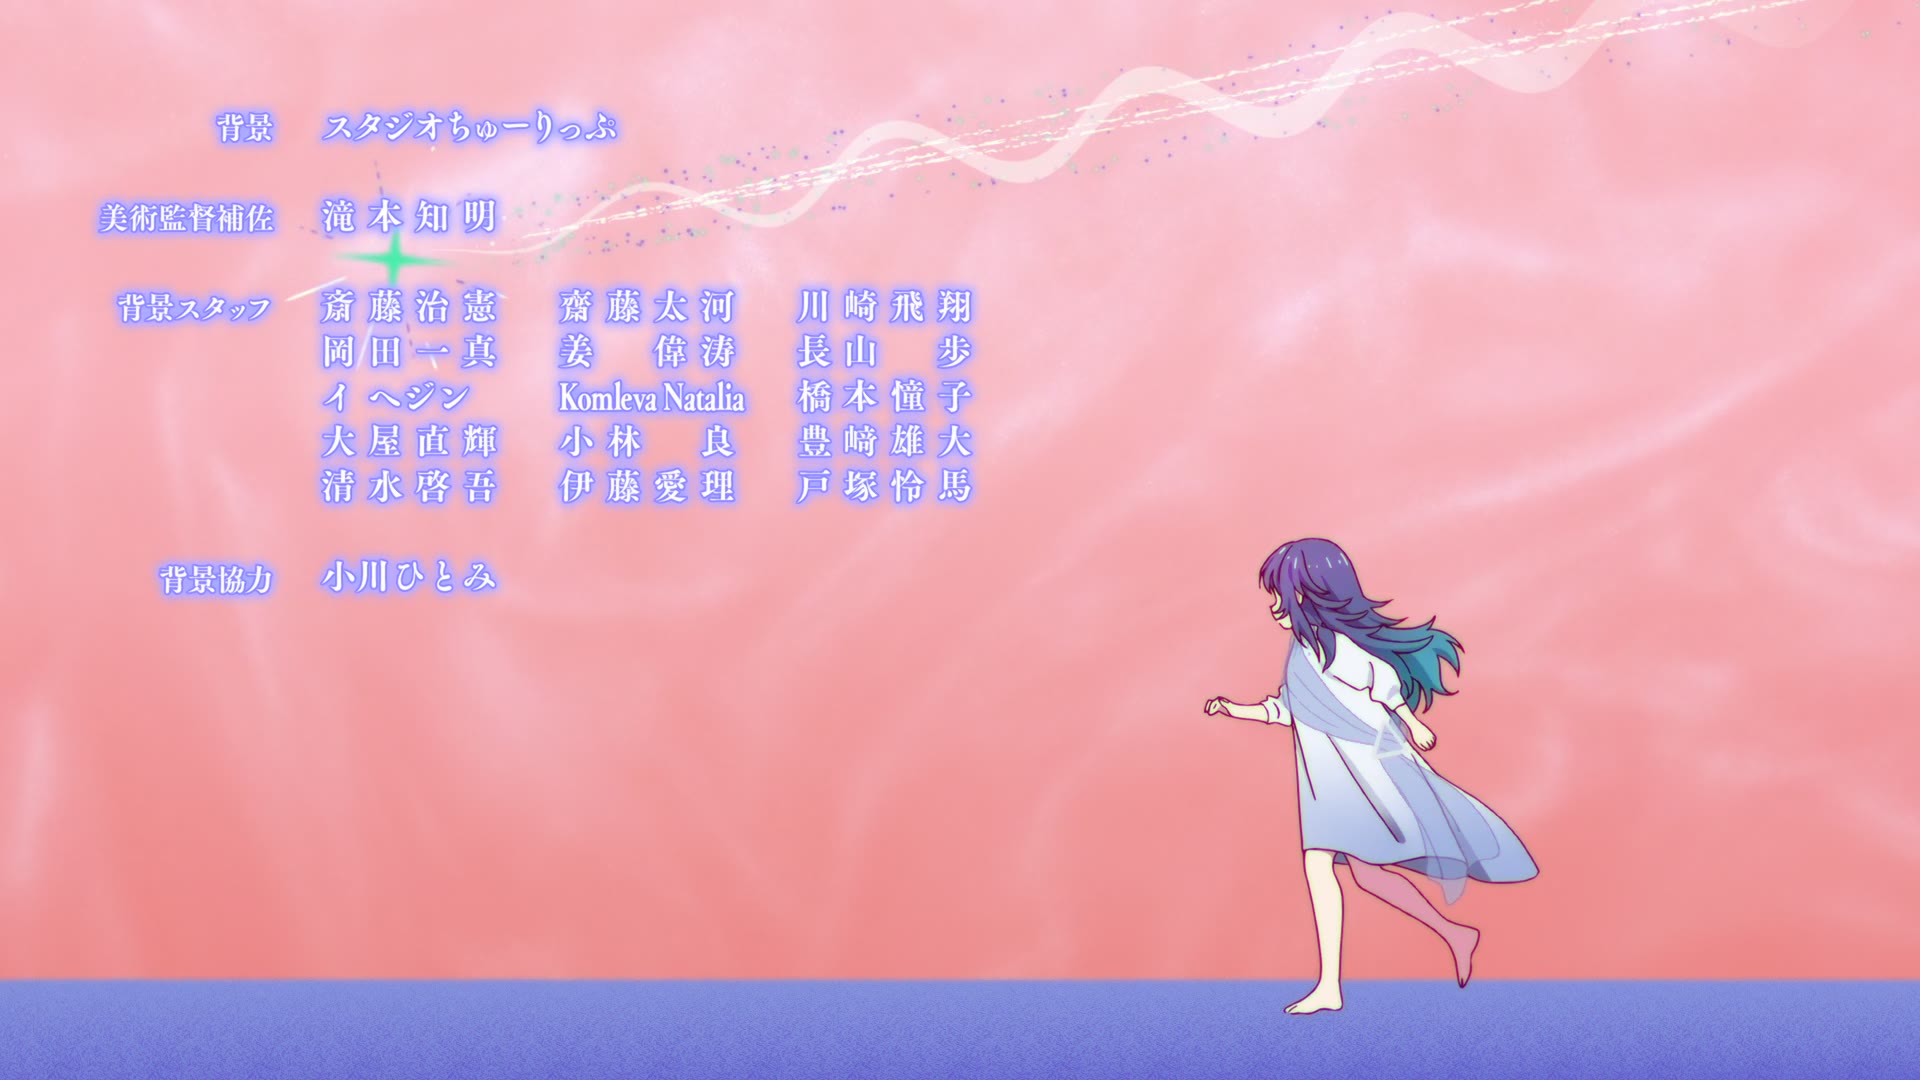 背景 スタジオちゅーりっぷ
美術監督補佐 滝本知明
背景スタッフ 斎藤治憲 齋藤太河 川崎飛翔
岡田一真 姜 偉涛 長山 歩
イ ヘジン Komleva Natalia 橋本憧子
大屋直輝 小林 良 豊﨑雄大
清水啓吾 伊藤愛理 戸塚怜馬
背景協力 小川ひとみ